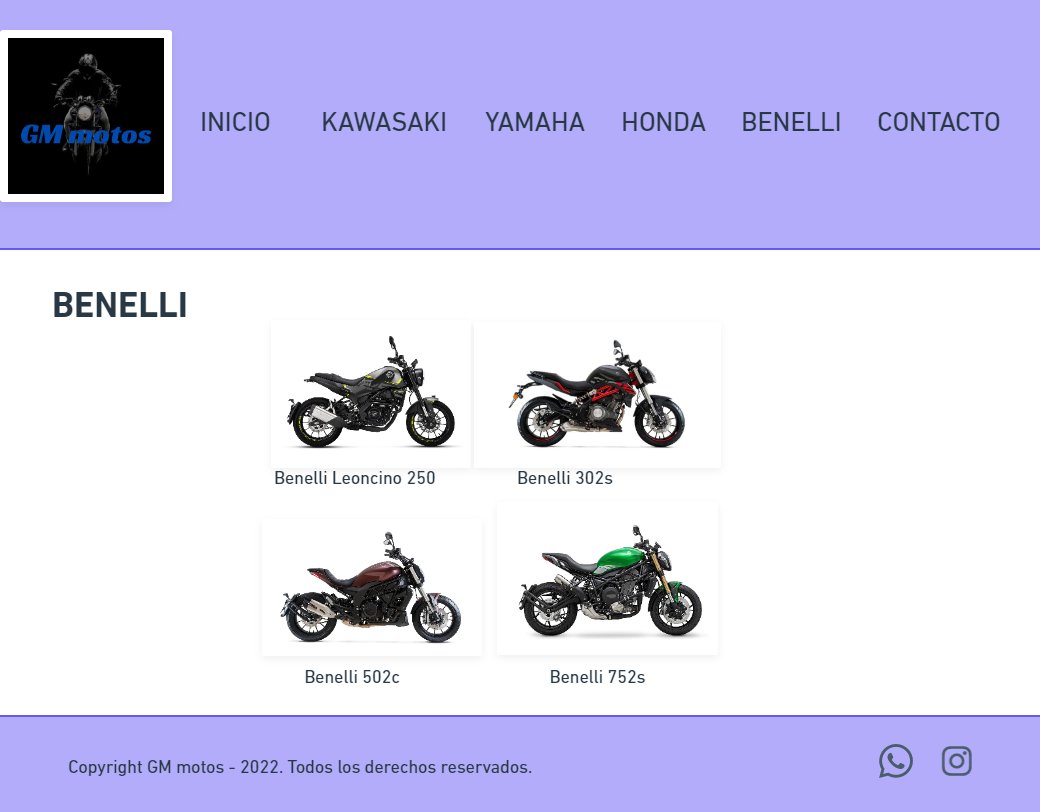 GM motos
INICIO KAWASAKI YAMAHA HONDA BENELLI CONTACTO
BENELLI
Benelli Leoncino 250 Benelli 302s
Benelli 502c Benelli 752s
Copyright GM motos - 2022. Todos los derechos reservados.